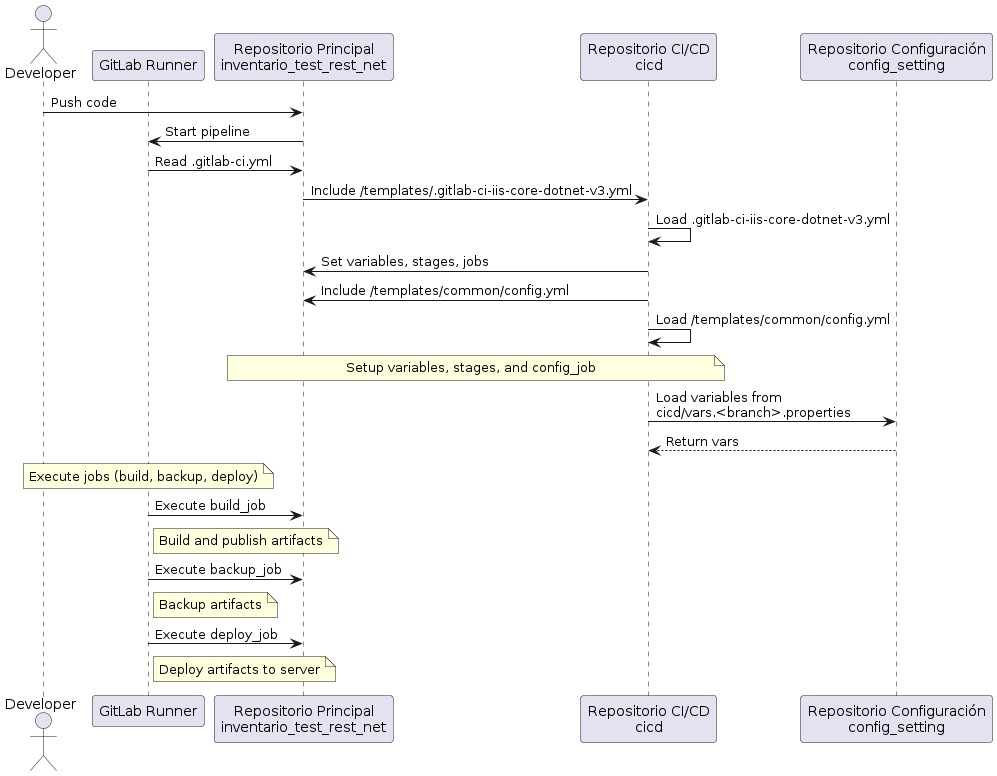 Developer
GitLab Runner
Repositorio Principal
inventario_test_rest_net
Repositorio CI/CD
cicd
Repositorio Configuración
config_setting
Push code
Start pipeline
Read .gitlab-ci.yml
Include /templates/.gitlab-ci-iis-core-dotnet-v3.yml
Load .gitlab-ci-iis-core-dotnet-v3.yml
Set variables, stages, jobs
Include /templates/common/config.yml
Load /templates/common/config.yml
Setup variables, stages, and config_job
Load variables from
cicd/vars.<branch>.properties
Return vars
Execute jobs (build, backup, deploy)
Execute build_job
Build and publish artifacts
Execute backup_job
Backup artifacts
Execute deploy_job
Deploy artifacts to server
Developer
GitLab Runner
Repositorio Principal
inventario_test_rest_net
Repositorio CI/CD
cicd
Repositorio Configuración
config_setting